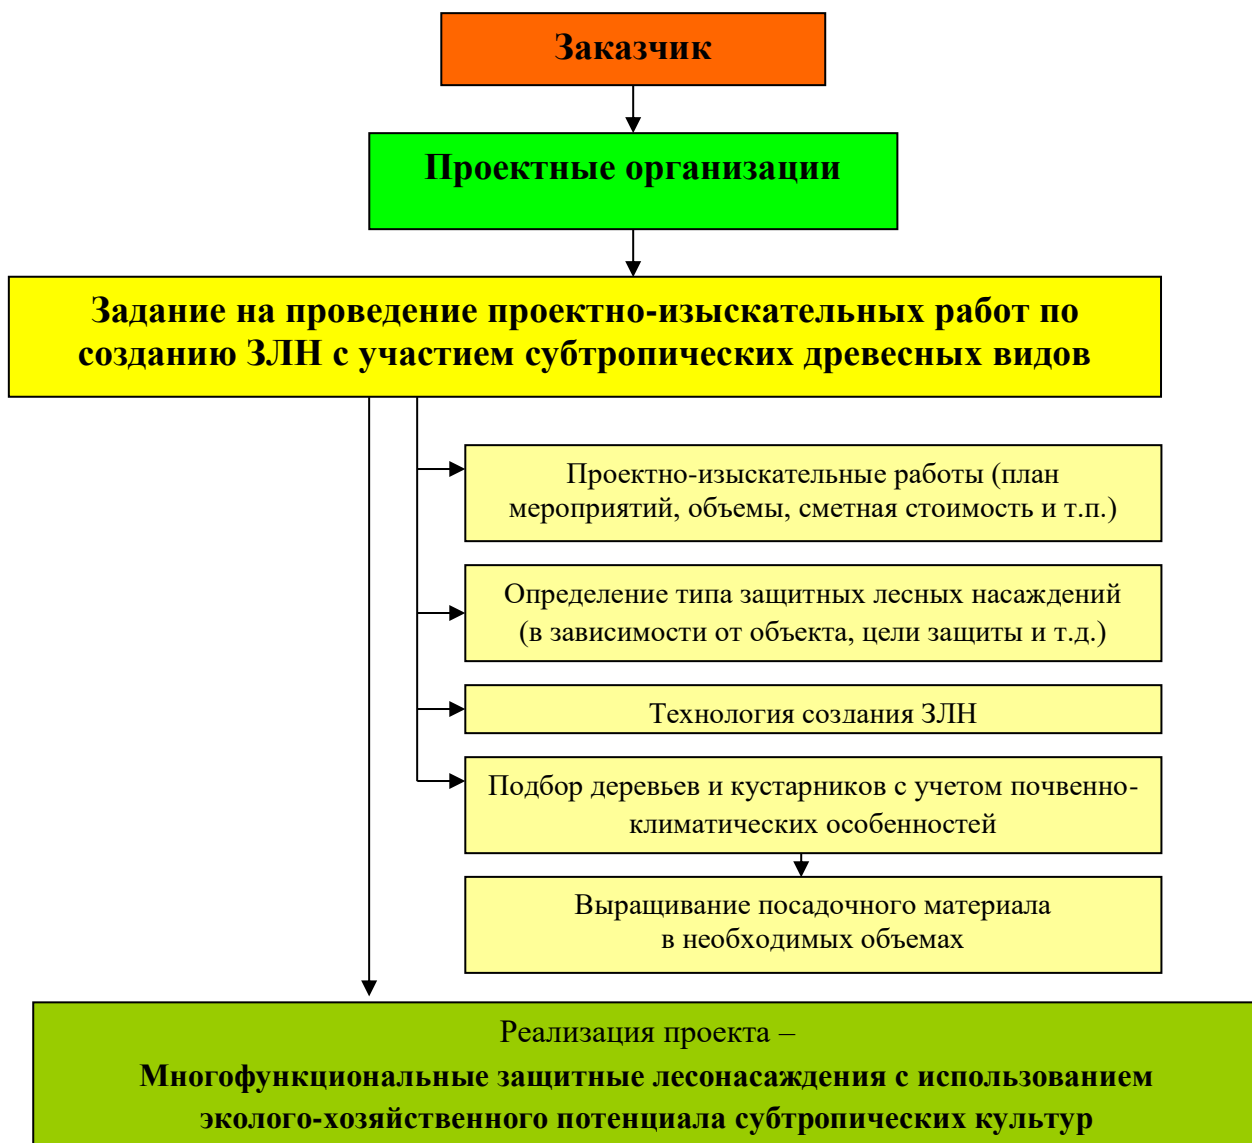 Заказчик
Проектные организации
Задание на проведение проектно-изыскательных работ по
созданию ЗЛН с участием субтропических древесных видов
Проектно-изыскательные работы (план
мероприятий, объемы, сметная стоимость и т.п.)
Определение типа защитных лесных насаждений
(в зависимости от объекта, цели защиты и т.д.)
Технология создания ЗЛН
Подбор деревьев и кустарников с учетом почвенно-
климатических особенностей
Выращивание посадочного материала
в необходимых объемах
Реализация проекта –
Многофункциональные защитные лесонасаждения с использованием
эколого-хозяйственного потенциала субтропических культур